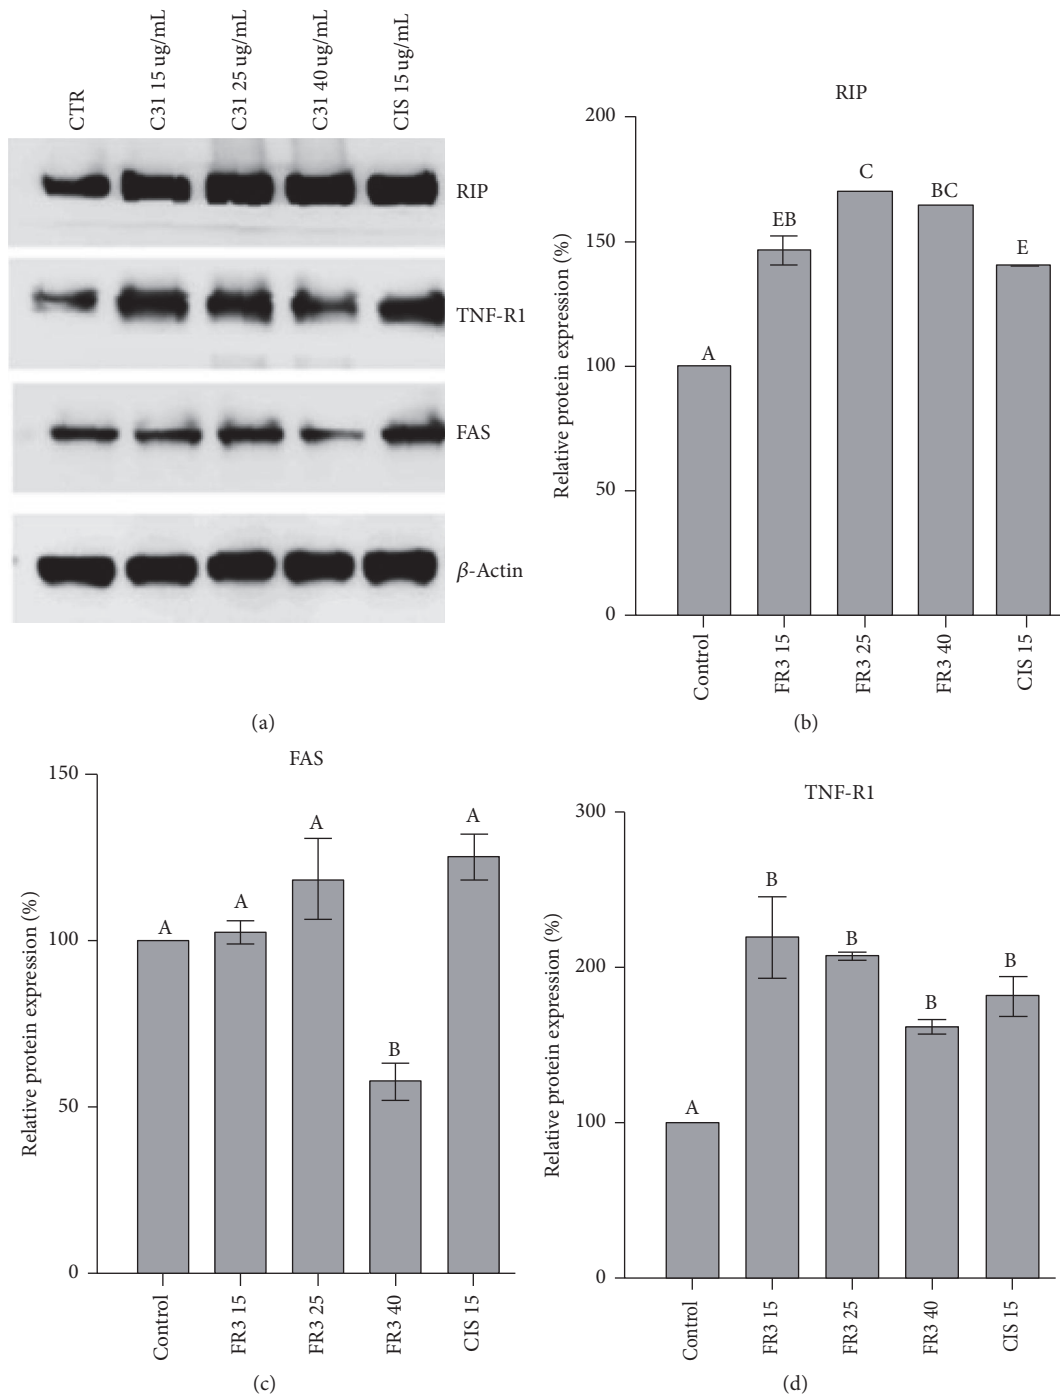 CTR
C31 15 ug/mL
C31 25 ug/mL
C31 40 ug/mL
CIS 15 ug/mL
RIP
TNF-R1
FAS
β-Actin
(a)
RIP
Relative protein expression (%)
200
150
100
50
0
A
EB
C
BC
E
Control
FR3 15
FR3 25
FR3 40
CIS 15
(b)
FAS
Relative protein expression (%)
150
100
50
0
A
A
A
B
A
Control
FR3 15
FR3 25
FR3 40
CIS 15
(c)
TNF-R1
Relative protein expression (%)
300
200
100
0
A
B
B
B
B
Control
FR3 15
FR3 25
FR3 40
CIS 15
(d)